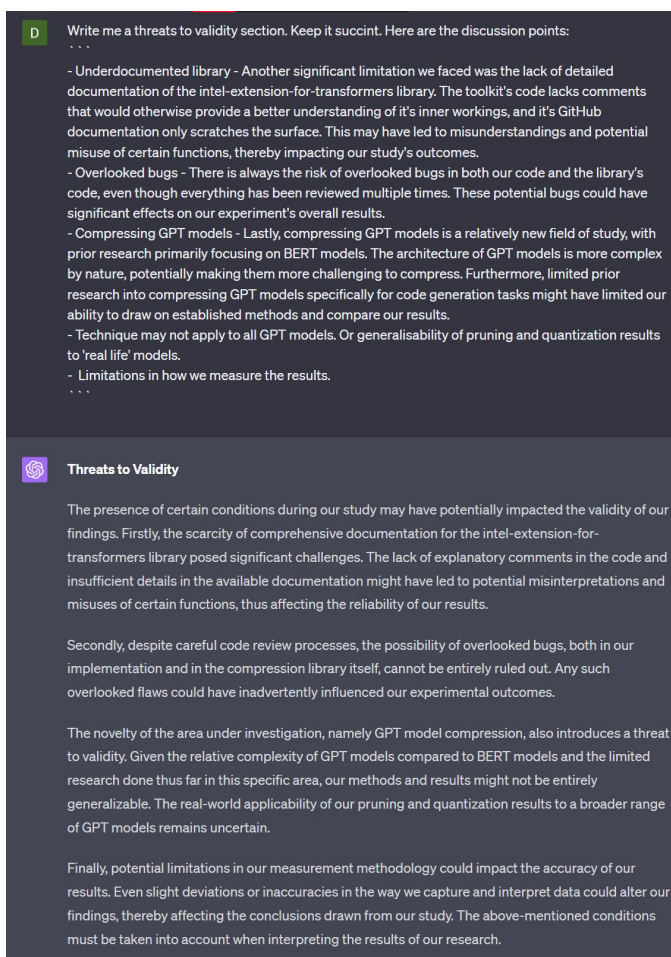 D
Write me a threats to validity section. Keep it succint. Here are the discussion points:
```
- Underdocumented library - Another significant limitation we faced was the lack of detailed
documentation of the intel-extension-for-transformers library. The toolkit's code lacks comments
that would otherwise provide a better understanding of it's inner workings, and it's GitHub
documentation only scratches the surface. This may have led to misunderstandings and potential
misuse of certain functions, thereby impacting our study's outcomes.
- Overlooked bugs - There is always the risk of overlooked bugs in both our code and the library's
code, even though everything has been reviewed multiple times. These potential bugs could have
significant effects on our experiment's overall results.
- Compressing GPT models - Lastly, compressing GPT models is a relatively new field of study, with
prior research primarily focusing on BERT models. The architecture of GPT models is more complex
by nature, potentially making them more challenging to compress. Furthermore, limited prior
research into compressing GPT models specifically for code generation tasks might have limited our
ability to draw on established methods and compare our results.
- Technique may not apply to all GPT models. Or generalisability of pruning and quantization results
to 'real life' models.
- Limitations in how we measure the results.
```
Threats to Validity
The presence of certain conditions during our study may have potentially impacted the validity of our
findings. Firstly, the scarcity of comprehensive documentation for the intel-extension-for-
transformers library posed significant challenges. The lack of explanatory comments in the code and
insufficient details in the available documentation might have led to potential misinterpretations and
misuses of certain functions, thus affecting the reliability of our results.
Secondly, despite careful code review processes, the possibility of overlooked bugs, both in our
implementation and in the compression library itself, cannot be entirely ruled out. Any such
overlooked flaws could have inadvertently influenced our experimental outcomes.
The novelty of the area under investigation, namely GPT model compression, also introduces a threat
to validity. Given the relative complexity of GPT models compared to BERT models and the limited
research done thus far in this specific area, our methods and results might not be entirely
generalizable. The real-world applicability of our pruning and quantization results to a broader range
of GPT models remains uncertain.
Finally, potential limitations in our measurement methodology could impact the accuracy of our
results. Even slight deviations or inaccuracies in the way we capture and interpret data could alter our
findings, thereby affecting the conclusions drawn from our study. The above-mentioned conditions
must be taken into account when interpreting the results of our research.